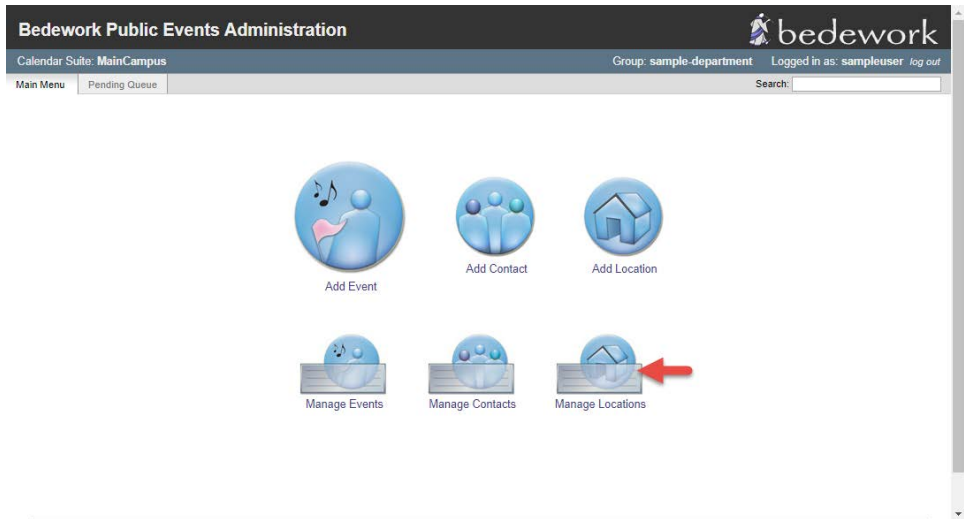 Bedework Public Events Administration
bedework
Calendar Suite: MainCampus
Group: sample-department
Logged in as: sampleuser log out
Main Menu
Pending Queue
Search:
Add Event
Add Contact
Add Location
Manage Events
Manage Contacts
Manage Locations